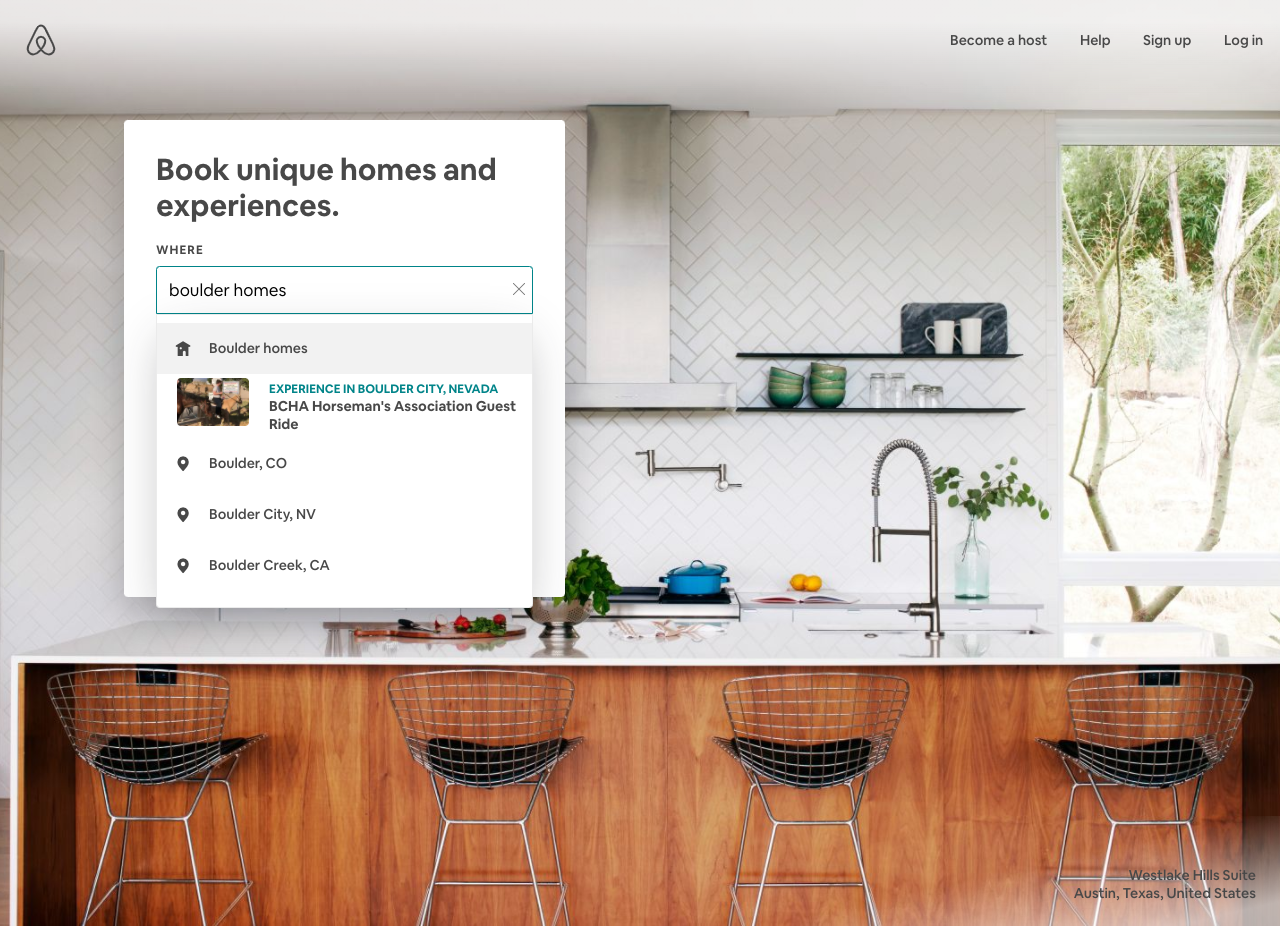 Become a host
Help
Sign up
Log in
Book unique homes and
experiences.
WHERE
boulder homes
Boulder homes
EXPERIENCE IN BOULDER CITY, NEVADA
BCHA Horseman's Association Guest
Ride
Boulder, CO
Boulder City, NV
Boulder Creek, CA
Westlake Hills Suite
Austin, Texas, United States